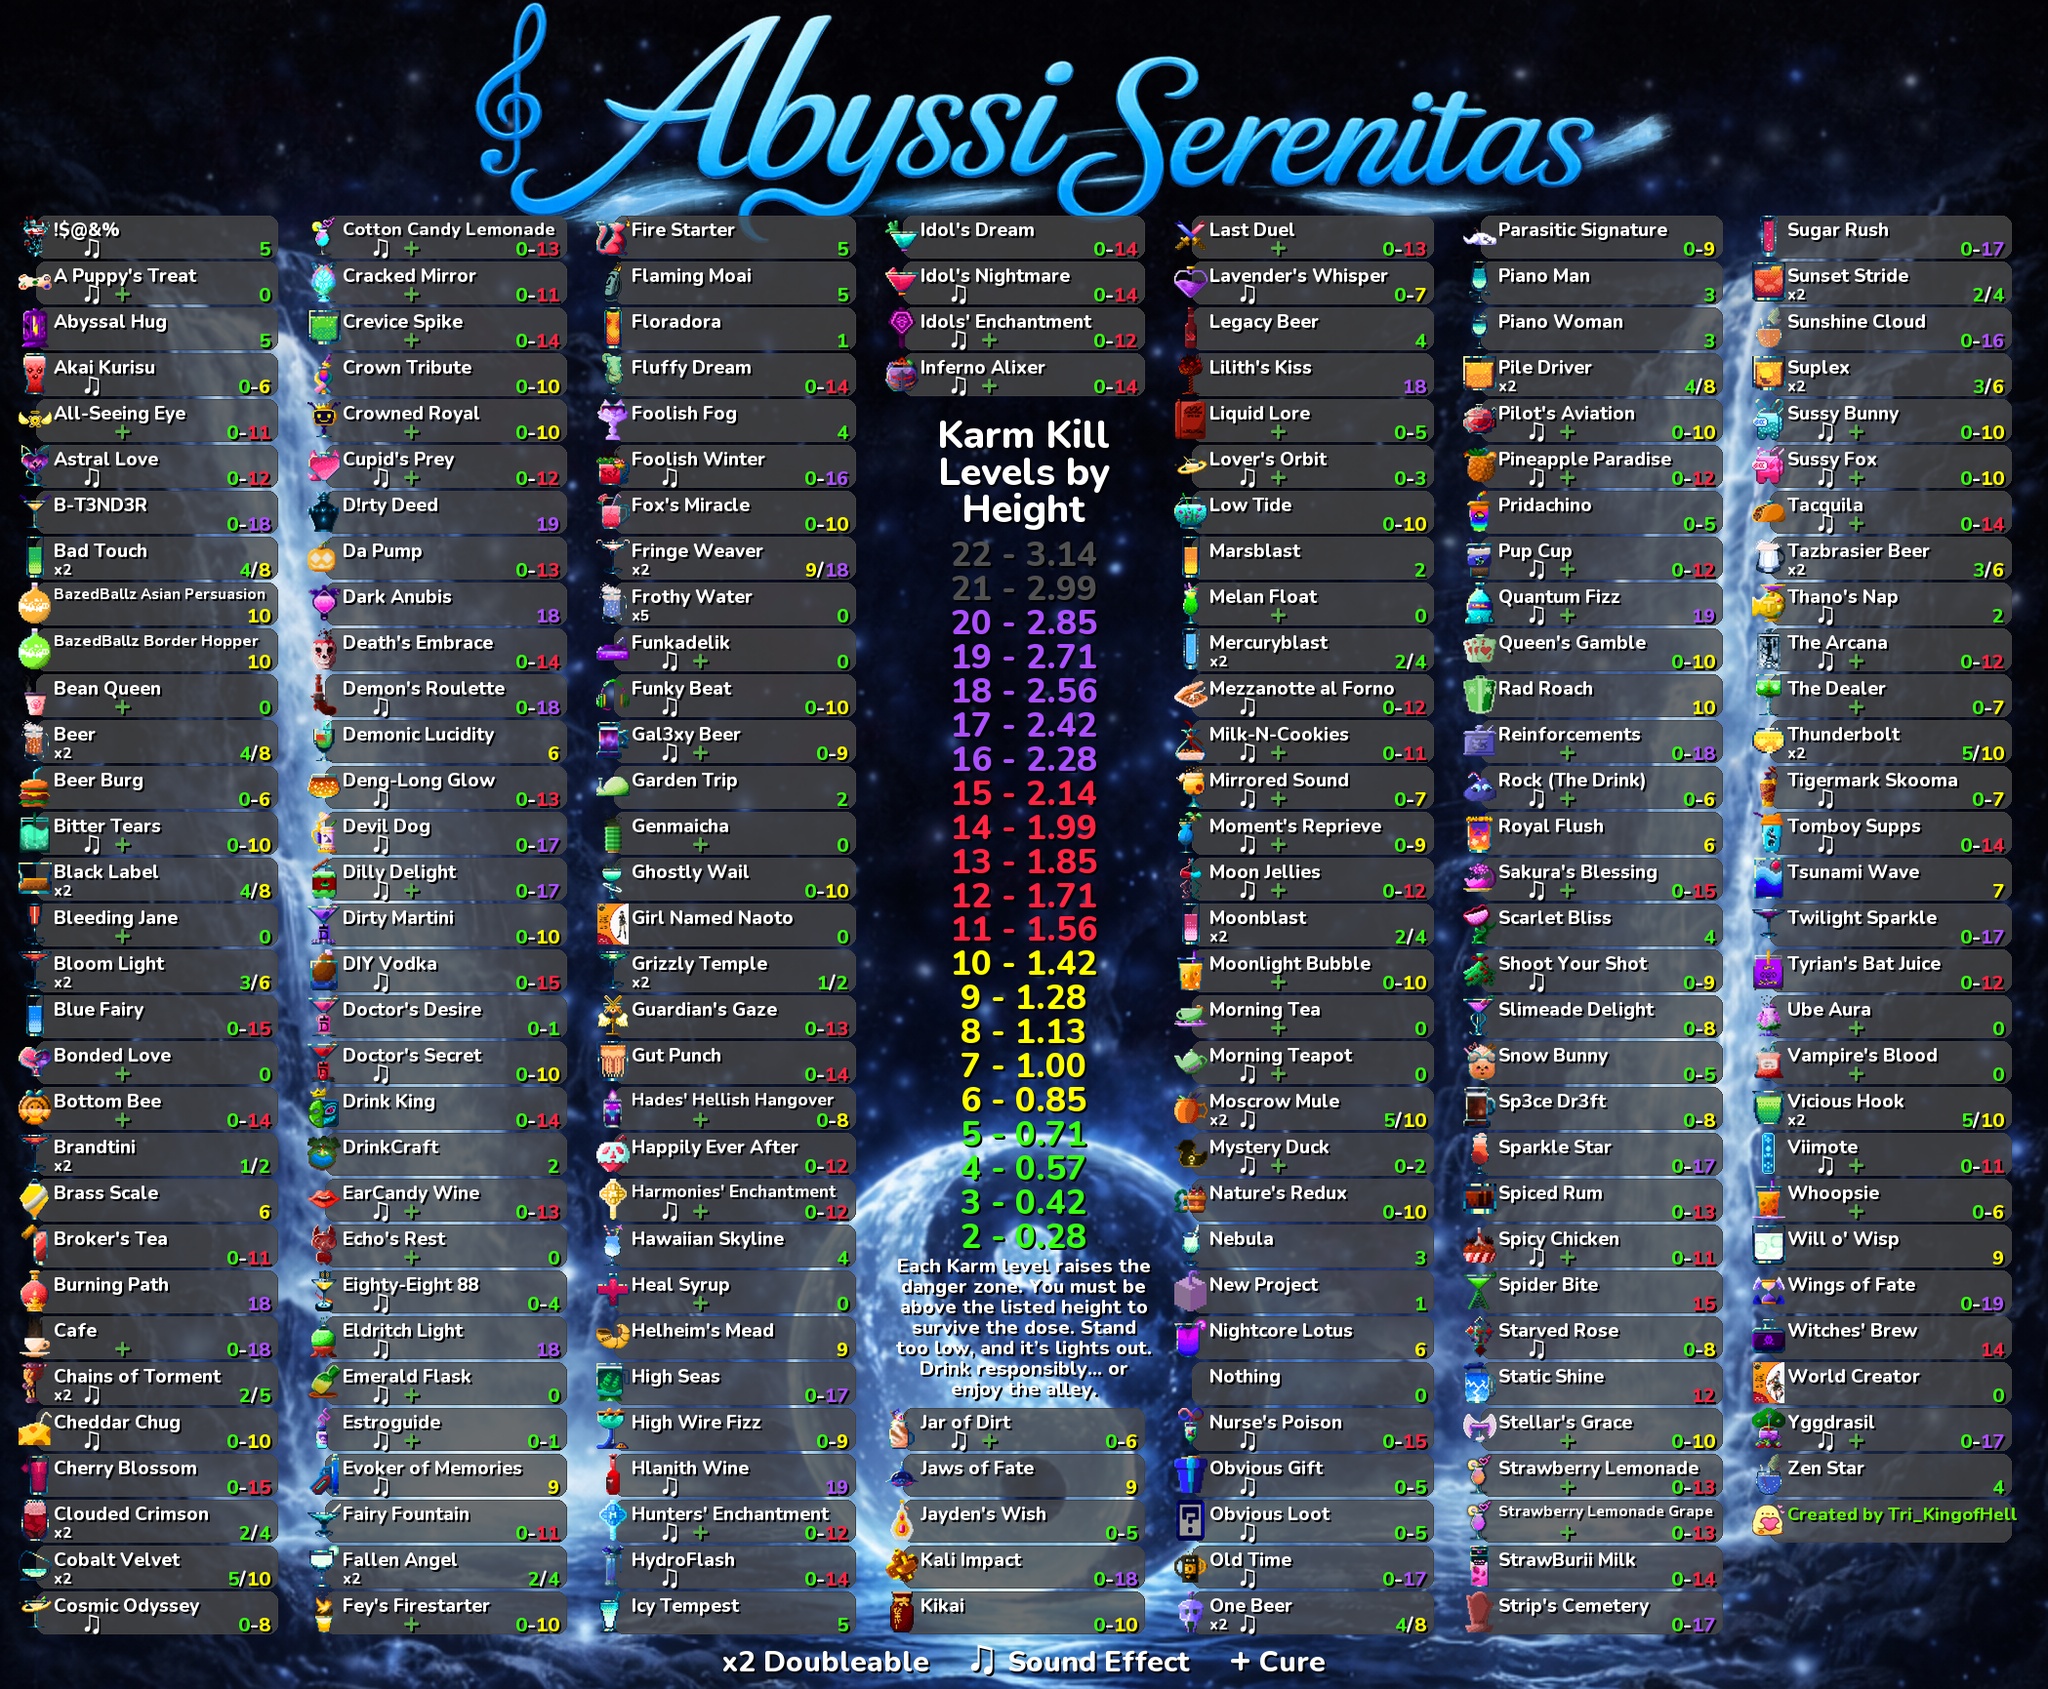 Abyssi Serenitas
!$@&%
♫ 5
A Puppy's Treat
♫ + 0
Abyssal Hug
5
Akai Kurisu
♫ 0-6
All-Seeing Eye
+ 0-11
Astral Love
♫ 0-12
B-T3ND3R
0-18
Bad Touch
x2 4/8
BazedBallz Asian Persuasion
10
BazedBallz Border Hopper
10
Bean Queen
+ 0
Beer
x2 4/8
Beer Burg
0-6
Bitter Tears
♫ + 0-10
Black Label
x2 4/8
Bleeding Jane
+ 0
Bloom Light
x2 3/6
Blue Fairy
0-15
Bonded Love
+ 0
Bottom Bee
+ 0-14
Brandtini
x2 1/2
Brass Scale
6
Broker's Tea
0-11
Burning Path
18
Cafe
+ 0-18
Chains of Torment
x2 ♫ 2/5
Cheddar Chug
♫ 0-10
Cherry Blossom
0-15
Clouded Crimson
x2 2/4
Cobalt Velvet
x2 5/10
Cosmic Odyssey
♫ 0-8
Cotton Candy Lemonade
♫ + 0-13
Cracked Mirror
+ 0-11
Crevice Spike
+ 0-14
Crown Tribute
0-10
Crowned Royal
+ 0-10
Cupid's Prey
♫ + 0-12
D!rty Deed
19
Da Pump
0-13
Dark Anubis
18
Death's Embrace
0-14
Demon's Roulette
♫ 0-18
Demonic Lucidity
6
Deng-Long Glow
♫ 0-13
Devil Dog
♫ 0-17
Dilly Delight
♫ + 0-17
Dirty Martini
0-10
DIY Vodka
♫ 0-15
Doctor's Desire
0-1
Doctor's Secret
♫ 0-10
Drink King
0-14
DrinkCraft
2
EarCandy Wine
♫ + 0-13
Echo's Rest
+ 0
Eighty-Eight 88
♫ 0-4
Eldritch Light
♫ 18
Emerald Flask
♫ + 0
Estroguide
♫ + 0-1
Evoker of Memories
♫ 9
Fairy Fountain
0-11
Fallen Angel
x2 2/4
Fey's Firestarter
+ 0-10
Fire Starter
5
Flaming Moai
5
Floradora
1
Fluffy Dream
0-14
Foolish Fog
4
Foolish Winter
♫ 0-16
Fox's Miracle
0-10
Fringe Weaver
x2 9/18
Frothy Water
x5 0
Funkadelik
♫ + 0
Funky Beat
♫ 0-10
Gal3xy Beer
♫ + 0-9
Garden Trip
2
Genmaicha
+ 0
Ghostly Wail
0-10
Girl Named Naoto
0
Grizzly Temple
x2 1/2
Guardian's Gaze
0-13
Gut Punch
0-14
Hades' Hellish Hangover
+ 0-8
Happily Ever After
0-12
Harmonies' Enchantment
♫ + 0-12
Hawaiian Skyline
4
Heal Syrup
+ 0
Helheim's Mead
9
High Seas
0-17
High Wire Fizz
0-9
Hlanith Wine
♫ 19
Hunters' Enchantment
♫ + 0-12
HydroFlash
♫ 0-14
Icy Tempest
5
Idol's Dream
0-14
Idol's Nightmare
♫ 0-14
Idols' Enchantment
♫ + 0-12
Inferno Alixer
♫ + 0-14
Karm Kill
Levels by
Height
22 - 3.14
21 - 2.99
20 - 2.85
19 - 2.71
18 - 2.56
17 - 2.42
16 - 2.28
15 - 2.14
14 - 1.99
13 - 1.85
12 - 1.71
11 - 1.56
10 - 1.42
9 - 1.28
8 - 1.13
7 - 1.00
6 - 0.85
5 - 0.71
4 - 0.57
3 - 0.42
2 - 0.28
Each Karm level raises the
danger zone. You must be
above the listed height to
survive the dose. Stand
too low, and it's lights out.
Drink responsibly... or
enjoy the alley.
Jar of Dirt
♫ + 0-6
Jaws of Fate
9
Jayden's Wish
0-5
Kali Impact
0-18
Kikai
0-10
Last Duel
+ 0-13
Lavender's Whisper
♫ 0-7
Legacy Beer
4
Lilith's Kiss
18
Liquid Lore
+ 0-5
Lover's Orbit
♫ + 0-3
Low Tide
0-10
Marsblast
2
Melan Float
+ 0
Mercuryblast
x2 2/4
Mezzanotte al Forno
♫ 0-12
Milk-N-Cookies
♫ + 0-11
Mirrored Sound
♫ + 0-7
Moment's Reprieve
♫ + 0-9
Moon Jellies
♫ + 0-12
Moonblast
x2 2/4
Moonlight Bubble
+ 0-10
Morning Tea
+ 0
Morning Teapot
♫ + 0
Moscrow Mule
x2 ♫ 5/10
Mystery Duck
♫ + 0-2
Nature's Redux
0-10
Nebula
3
New Project
1
Nightcore Lotus
6
Nothing
0
Nurse's Poison
♫ 0-15
Obvious Gift
♫ 0-5
Obvious Loot
♫ 0-5
Old Time
♫ 0-17
One Beer
x2 ♫ 4/8
Parasitic Signature
0-9
Piano Man
3
Piano Woman
3
Pile Driver
x2 4/8
Pilot's Aviation
♫ + 0-10
Pineapple Paradise
♫ + 0-12
Pridachino
0-5
Pup Cup
♫ + 0-12
Quantum Fizz
♫ + 19
Queen's Gamble
0-10
Rad Roach
10
Reinforcements
+ 0-18
Rock (The Drink)
♫ + 0-6
Royal Flush
6
Sakura's Blessing
♫ + 0-15
Scarlet Bliss
4
Shoot Your Shot
♫ 0-9
Slimeade Delight
0-8
Snow Bunny
0-5
Sp3ce Dr3ft
0-8
Sparkle Star
0-17
Spiced Rum
0-13
Spicy Chicken
♫ + 0-11
Spider Bite
15
Starved Rose
♫ 0-8
Static Shine
12
Stellar's Grace
+ 0-10
Strawberry Lemonade
+ 0-13
Strawberry Lemonade Grape
+ 0-13
StrawBurii Milk
0-14
Strip's Cemetery
0-17
Sugar Rush
0-17
Sunset Stride
x2 2/4
Sunshine Cloud
0-16
Suplex
x2 3/6
Sussy Bunny
♫ + 0-10
Sussy Fox
♫ + 0-10
Tacquila
♫ + 0-14
Tazbrasier Beer
x2 3/6
Thano's Nap
♫ 2
The Arcana
♫ + 0-12
The Dealer
+ 0-7
Thunderbolt
x2 5/10
Tigermark Skooma
♫ 0-7
Tomboy Supps
♫ 0-14
Tsunami Wave
7
Twilight Sparkle
0-17
Tyrian's Bat Juice
0-12
Ube Aura
+ 0
Vampire's Blood
+ 0
Vicious Hook
x2 5/10
Viimote
♫ + 0-11
Whoopsie
+ 0-6
Will o' Wisp
9
Wings of Fate
0-19
Witches' Brew
14
World Creator
0
Yggdrasil
♫ + 0-17
Zen Star
4
Created by Tri_KingofHell
x2 Doubleable ♫ Sound Effect + Cure